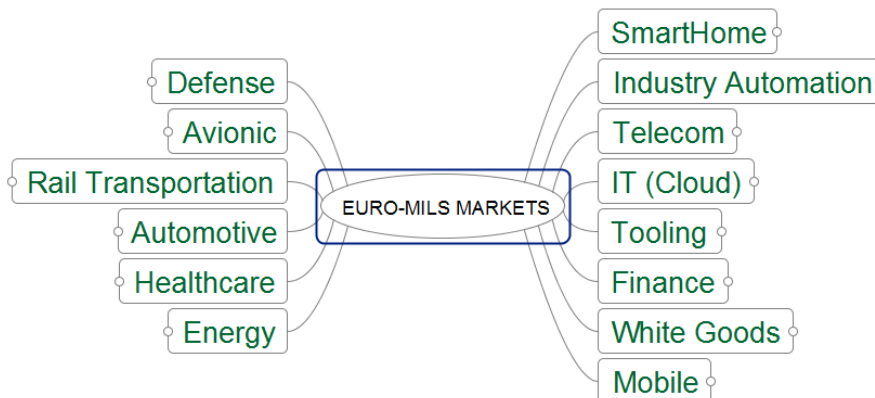 Defense
Avionic
Rail Transportation
Automotive
Healthcare
Energy
EURO-MILS MARKETS
SmartHome
Industry Automation
Telecom
IT (Cloud)
Tooling
Finance
White Goods
Mobile